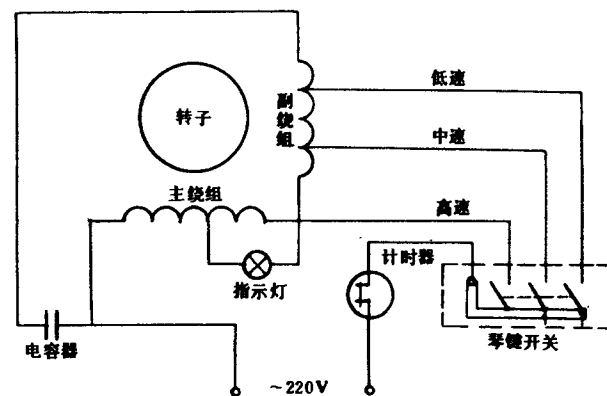 低速
转子
副绕组
中速
主绕组
高速
计时器
指示灯
电容器
琴键开关
~220V